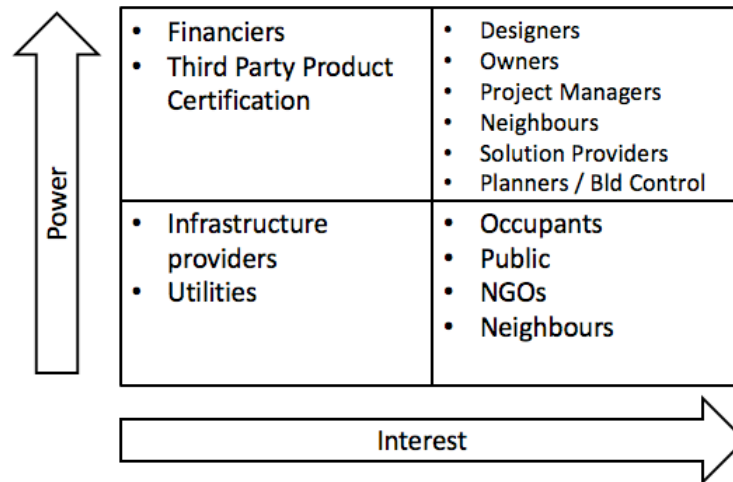 • Financiers
• Third Party Product
Certification
• Designers
• Owners
• Project Managers
• Neighbours
• Solution Providers
• Planners / Bld Control
Power
• Infrastructure
providers
• Utilities
• Occupants
• Public
• NGOs
• Neighbours
Interest